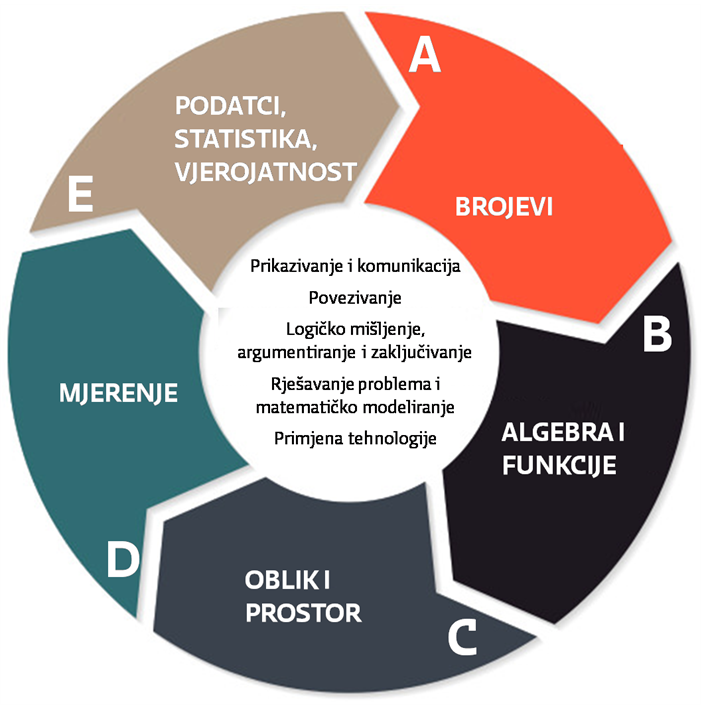 A
BROJEVI
B
ALGEBRA I
FUNKCIJE
C
OBLIK I
PROSTOR
D
MJERENJE
E
PODATCI,
STATISTIKA,
VJEROJATNOST
Prikazivanje i komunikacija
Povezivanje
Logičko mišljenje,
argumentiranje i zaključivanje
Rješavanje problema i
matematičko modeliranje
Primjena tehnologije